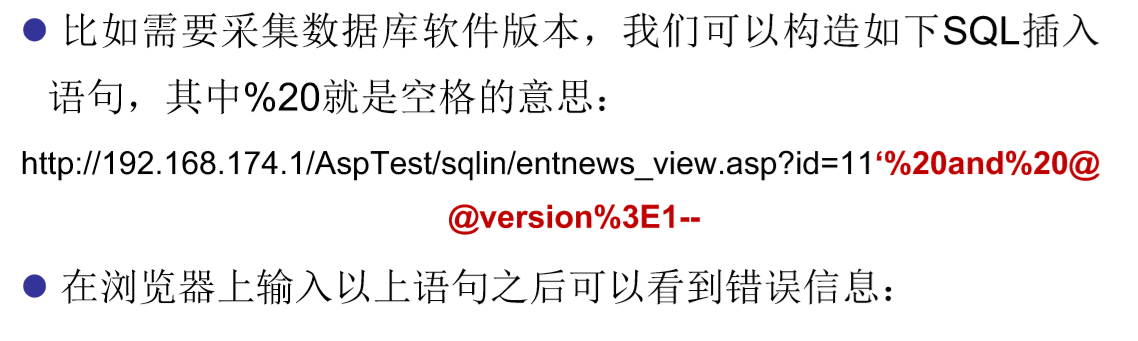 ● 比如需要采集数据库软件版本，我们可以构造如下SQL插入
语句，其中%20就是空格的意思：
http://192.168.174.1/AspTest/sqlin/entnews_view.asp?id=11‘%20and%20@
@version%3E1--
● 在浏览器上输入以上语句之后可以看到错误信息：